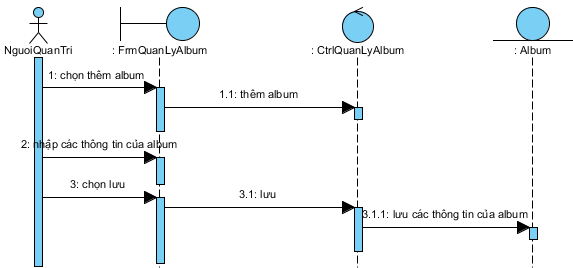 NguoiQuanTri : FrmQuanLyAlbum : CtrlQuanLyAlbum : Album
1: chọn thêm album
1.1: thêm album
2: nhập các thông tin của album
3: chọn lưu
3.1: lưu
3.1.1: lưu các thông tin của album